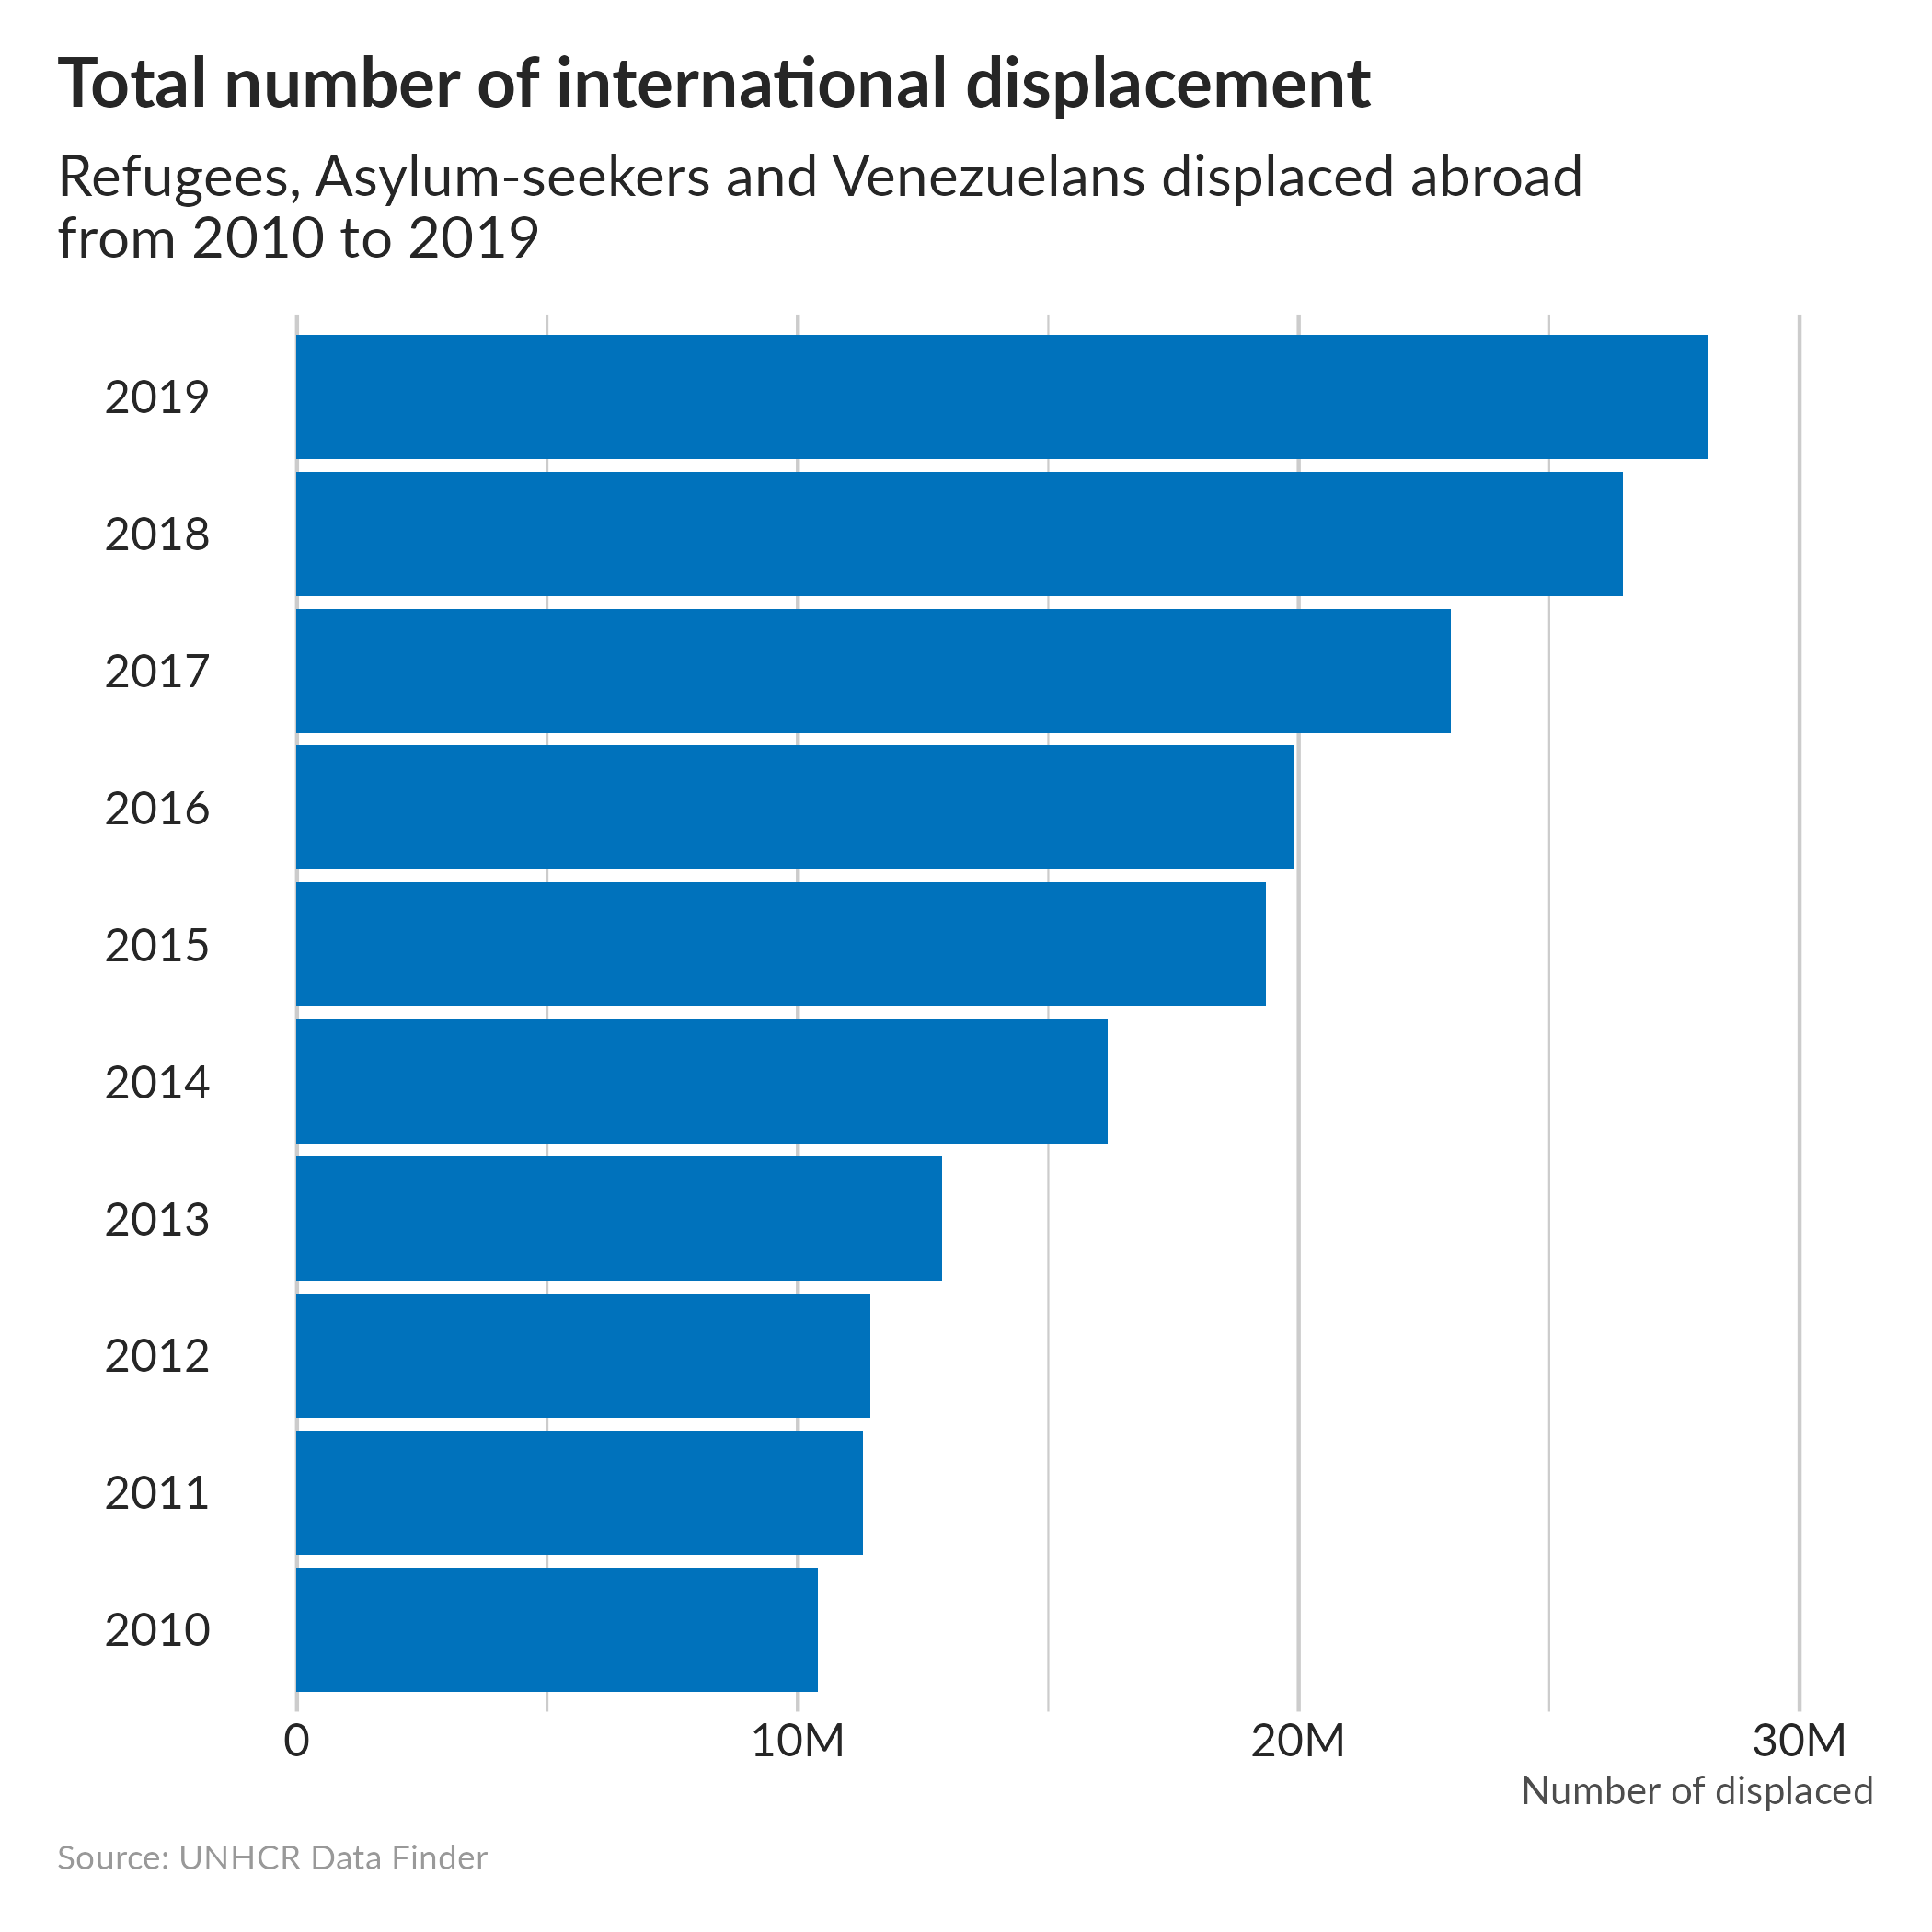 Total number of international displacement
Refugees, Asylum-seekers and Venezuelans displaced abroad
from 2010 to 2019
2019
2018
2017
2016
2015
2014
2013
2012
2011
2010
0 10M 20M 30M
Number of displaced
Source: UNHCR Data Finder